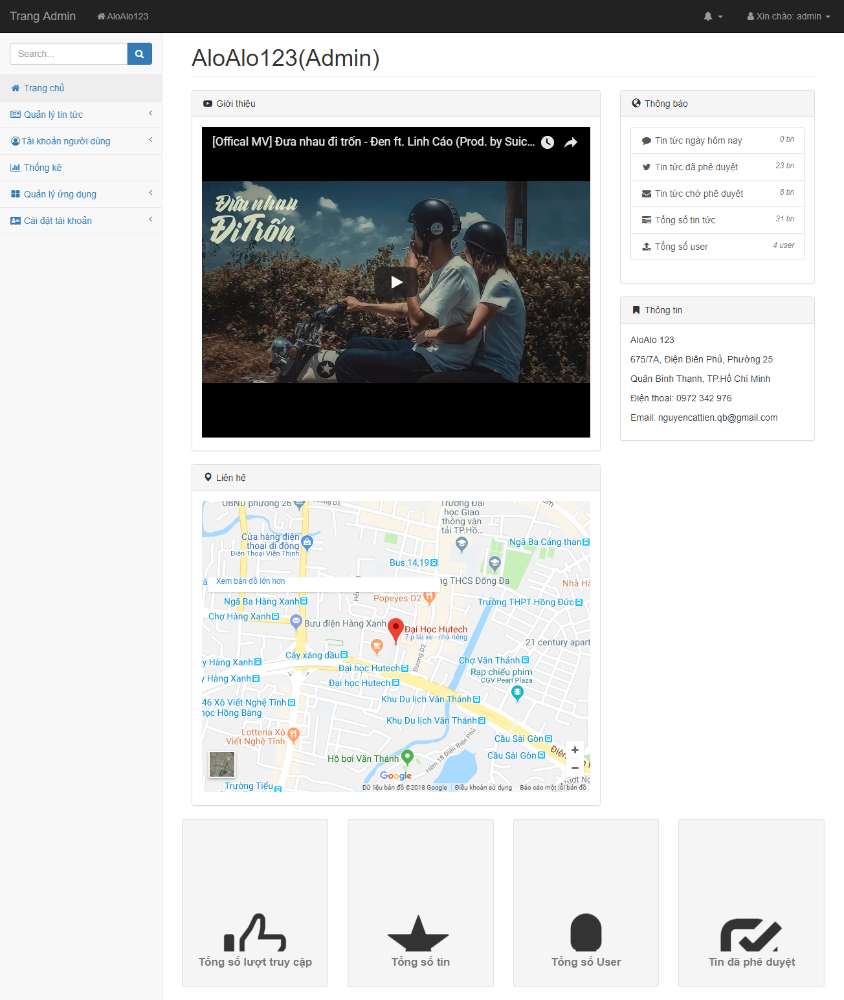 Trang Admin
AloAlo123
Xin chào: admin
Search...
Trang chủ
Quản lý tin tức
Tài khoản người dùng
Thống kê
Quản lý ứng dụng
Cài đặt tài khoản
AloAlo123(Admin)
Giới thiệu
[Offical MV] Đưa nhau đi trốn - Đen ft. Linh Cáo (Prod. by Suic...
Đưa nhau
Đi Trốn
Thông báo
Tin tức ngày hôm nay 0 tin
Tin tức đã phê duyệt 23 tin
Tin tức chờ phê duyệt 8 tin
Tổng số tin tức 31 tin
Tổng số user 4 user
Thông tin
AloAlo 123
675/7A, Điện Biên Phủ, Phường 25
Quận Bình Thạnh, TP.Hồ Chí Minh
Điện thoại: 0972 342 976
Email: nguyencattien.qb@gmail.com
Liên hệ
UBND phường 26
Đường D5
Trường Đại
học Giao
thông vận
tải TP.Hồ...
Cửa hàng điện
thoại di động
Điện Thoại Viễn Thịnh
Ngã Ba Cảng than
Bus 14,19
Xem bản đồ lớn hơn
THCS Đống Đa
Nhà
Ngã Ba Hàng Xanh
Popeyes D2
Trường THPT Hồng Đức
Chợ Hàng Xanh
Bưu điện Hàng Xanh
Đại Học Hutech
7 p lái xe - nhà riêng
21 century apart
Cây xăng dầu
Đường D2
Chợ Văn Thánh
y Hàng Xanh
Đại học Hutech
Rạp chiếu phim
CGV Pearl Plaza
y Hàng Xanh
Đại học Hutech
Khu Du lịch Văn Thánh
46 Xô Viết Nghệ Tĩnh
học Hồng Bàng
Khu Du lịch Văn Thánh
Lotteria Xô
Viết Nghệ Tĩnh
Hẻm 18 Diên Biên Phủ
Cầu Sài Gòn
Cầu Sài Gòn
Điện
Hồ bơi Văn Thánh
Google
Trường Tiểu
Dữ liệu bản đồ ©2018 Google
Điều khoản sử dụng
Báo cáo một lỗi bản đồ
Tổng số lượt truy cập
Tổng số tin
Tổng số User
Tin đã phê duyệt